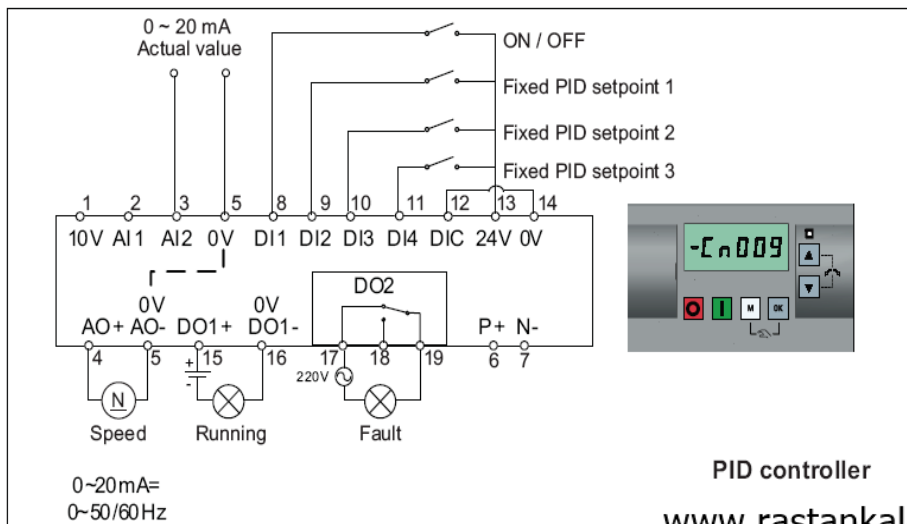 0 ~ 20 mA
Actual value
ON / OFF
Fixed PID setpoint 1
Fixed PID setpoint 2
Fixed PID setpoint 3
1 2 3 5 8 9 10 11 12 13 14
10V AI1 AI2 0V DI1 DI2 DI3 DI4 DIC 24V 0V
-Cn009
M OK
DO2
0V 0V
AO+ AO- DO1+ DO1- P+ N-
4 5 15 16 17 18 19 6 7
+
-
220V
N
Speed Running Fault
0~20mA=
0~50/60Hz
PID controller
www.rastankal